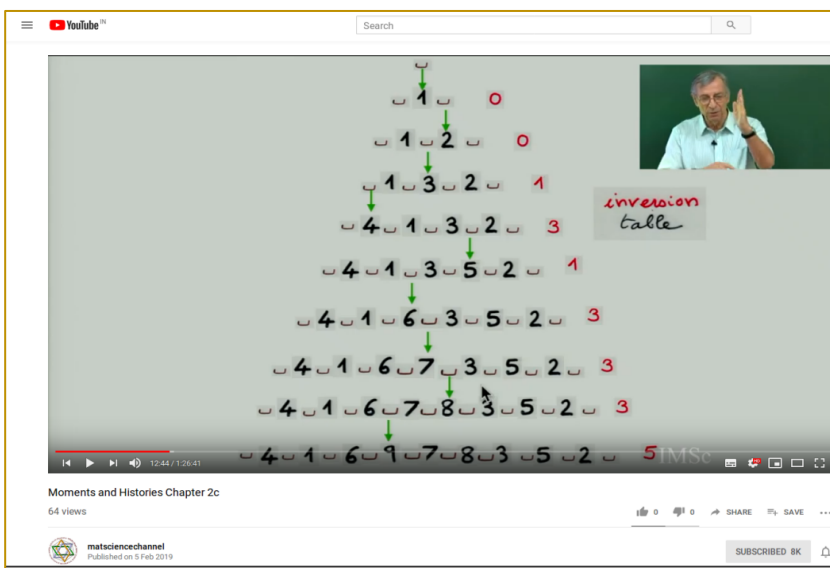 YouTube IN
Search
␣
␣ 1 ␣ 0
␣ 1 ␣ 2 ␣ 0
␣ 1 ␣ 3 ␣ 2 ␣ 1
inversion
table
␣ 4 ␣ 1 ␣ 3 ␣ 2 ␣ 3
␣ 4 ␣ 1 ␣ 3 ␣ 5 ␣ 2 ␣ 1
␣ 4 ␣ 1 ␣ 6 ␣ 3 ␣ 5 ␣ 2 ␣ 3
␣ 4 ␣ 1 ␣ 6 ␣ 7 ␣ 3 ␣ 5 ␣ 2 ␣ 3
␣ 4 ␣ 1 ␣ 6 ␣ 7 ␣ 8 ␣ 3 ␣ 5 ␣ 2 ␣ 3
␣ 4 ␣ 1 ␣ 6 ␣ 9 ␣ 7 ␣ 8 ␣ 3 ␣ 5 ␣ 2 ␣ 5
IMSc
12:44 / 1:26:41
Moments and Histories Chapter 2c
64 views
0 0 SHARE SAVE
matsciencechannel
Published on 5 Feb 2019
SUBSCRIBED 8K